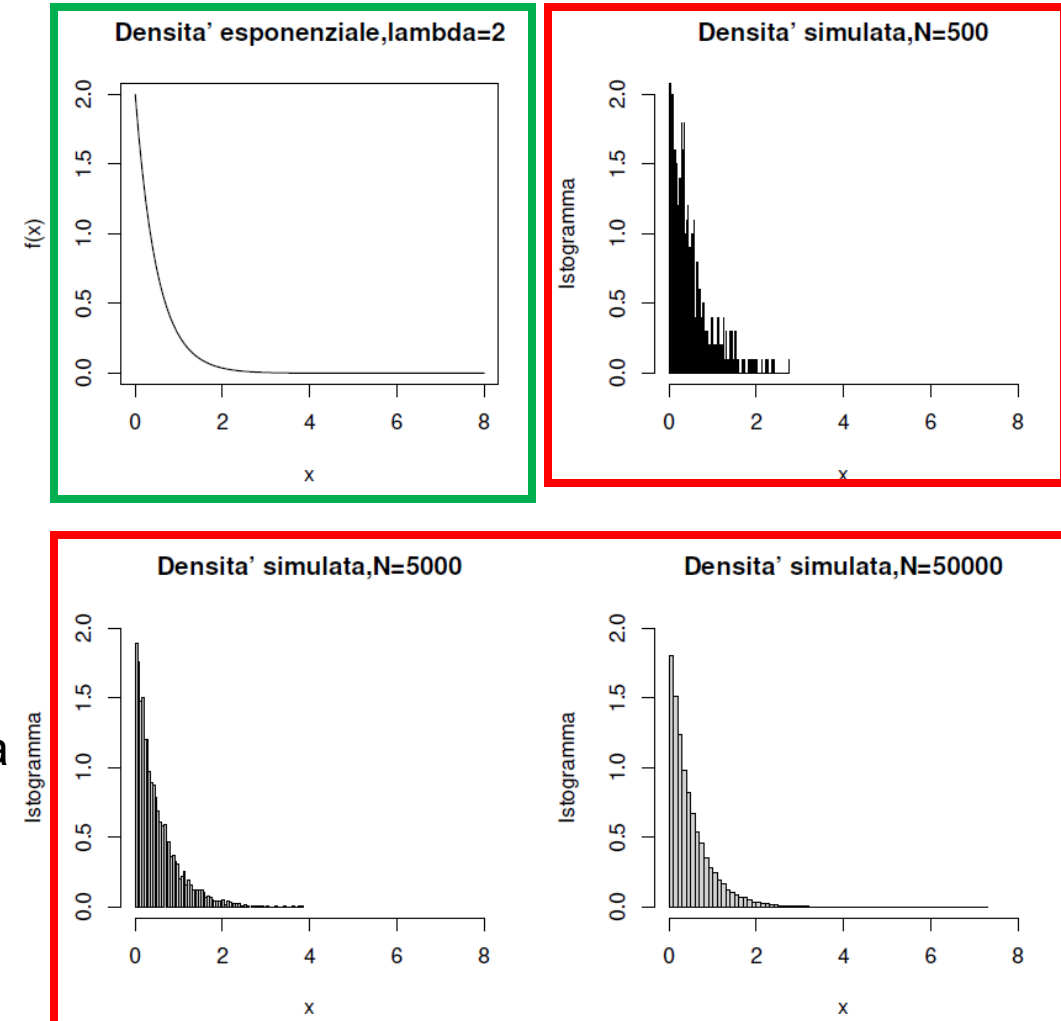 Densita’ esponenziale,lambda=2
f(x)
2.0
1.5
1.0
0.5
0.0
0 2 4 6 8
x
Densita’ simulata,N=500
Istogramma
2.0
1.5
1.0
0.5
0.0
0 2 4 6 8
x
Densita’ simulata,N=5000
Istogramma
2.0
1.5
1.0
0.5
0.0
0 2 4 6 8
x
Densita’ simulata,N=50000
Istogramma
2.0
1.5
1.0
0.5
0.0
0 2 4 6 8
x